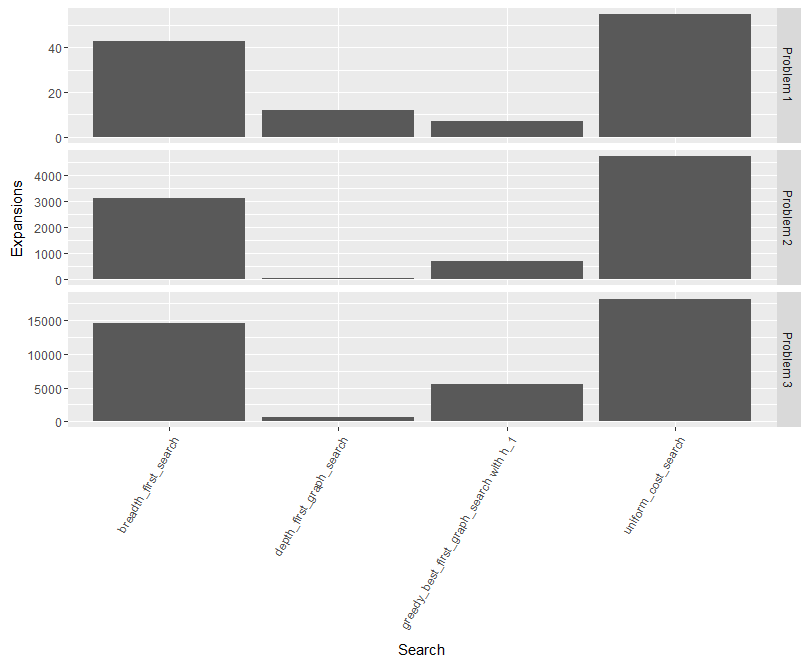 Expansions
40
20
0
Problem 1
4000
3000
2000
1000
0
Problem 2
15000
10000
5000
0
Problem 3
breadth_first_search
depth_first_graph_search
greedy_best_first_graph_search with h_1
uniform_cost_search
Search